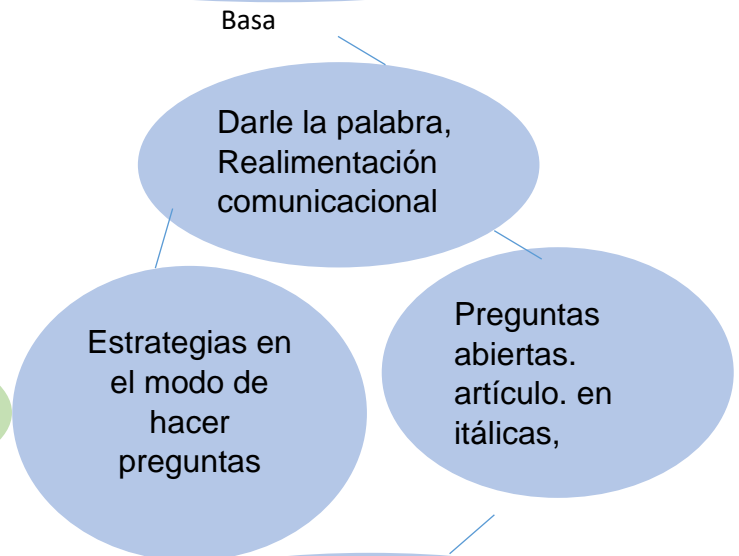 Basa
Darle la palabra,
Realimentación
comunicacional
Estrategias en
el modo de
hacer
preguntas
Preguntas
abiertas.
artículo. en
itálicas,